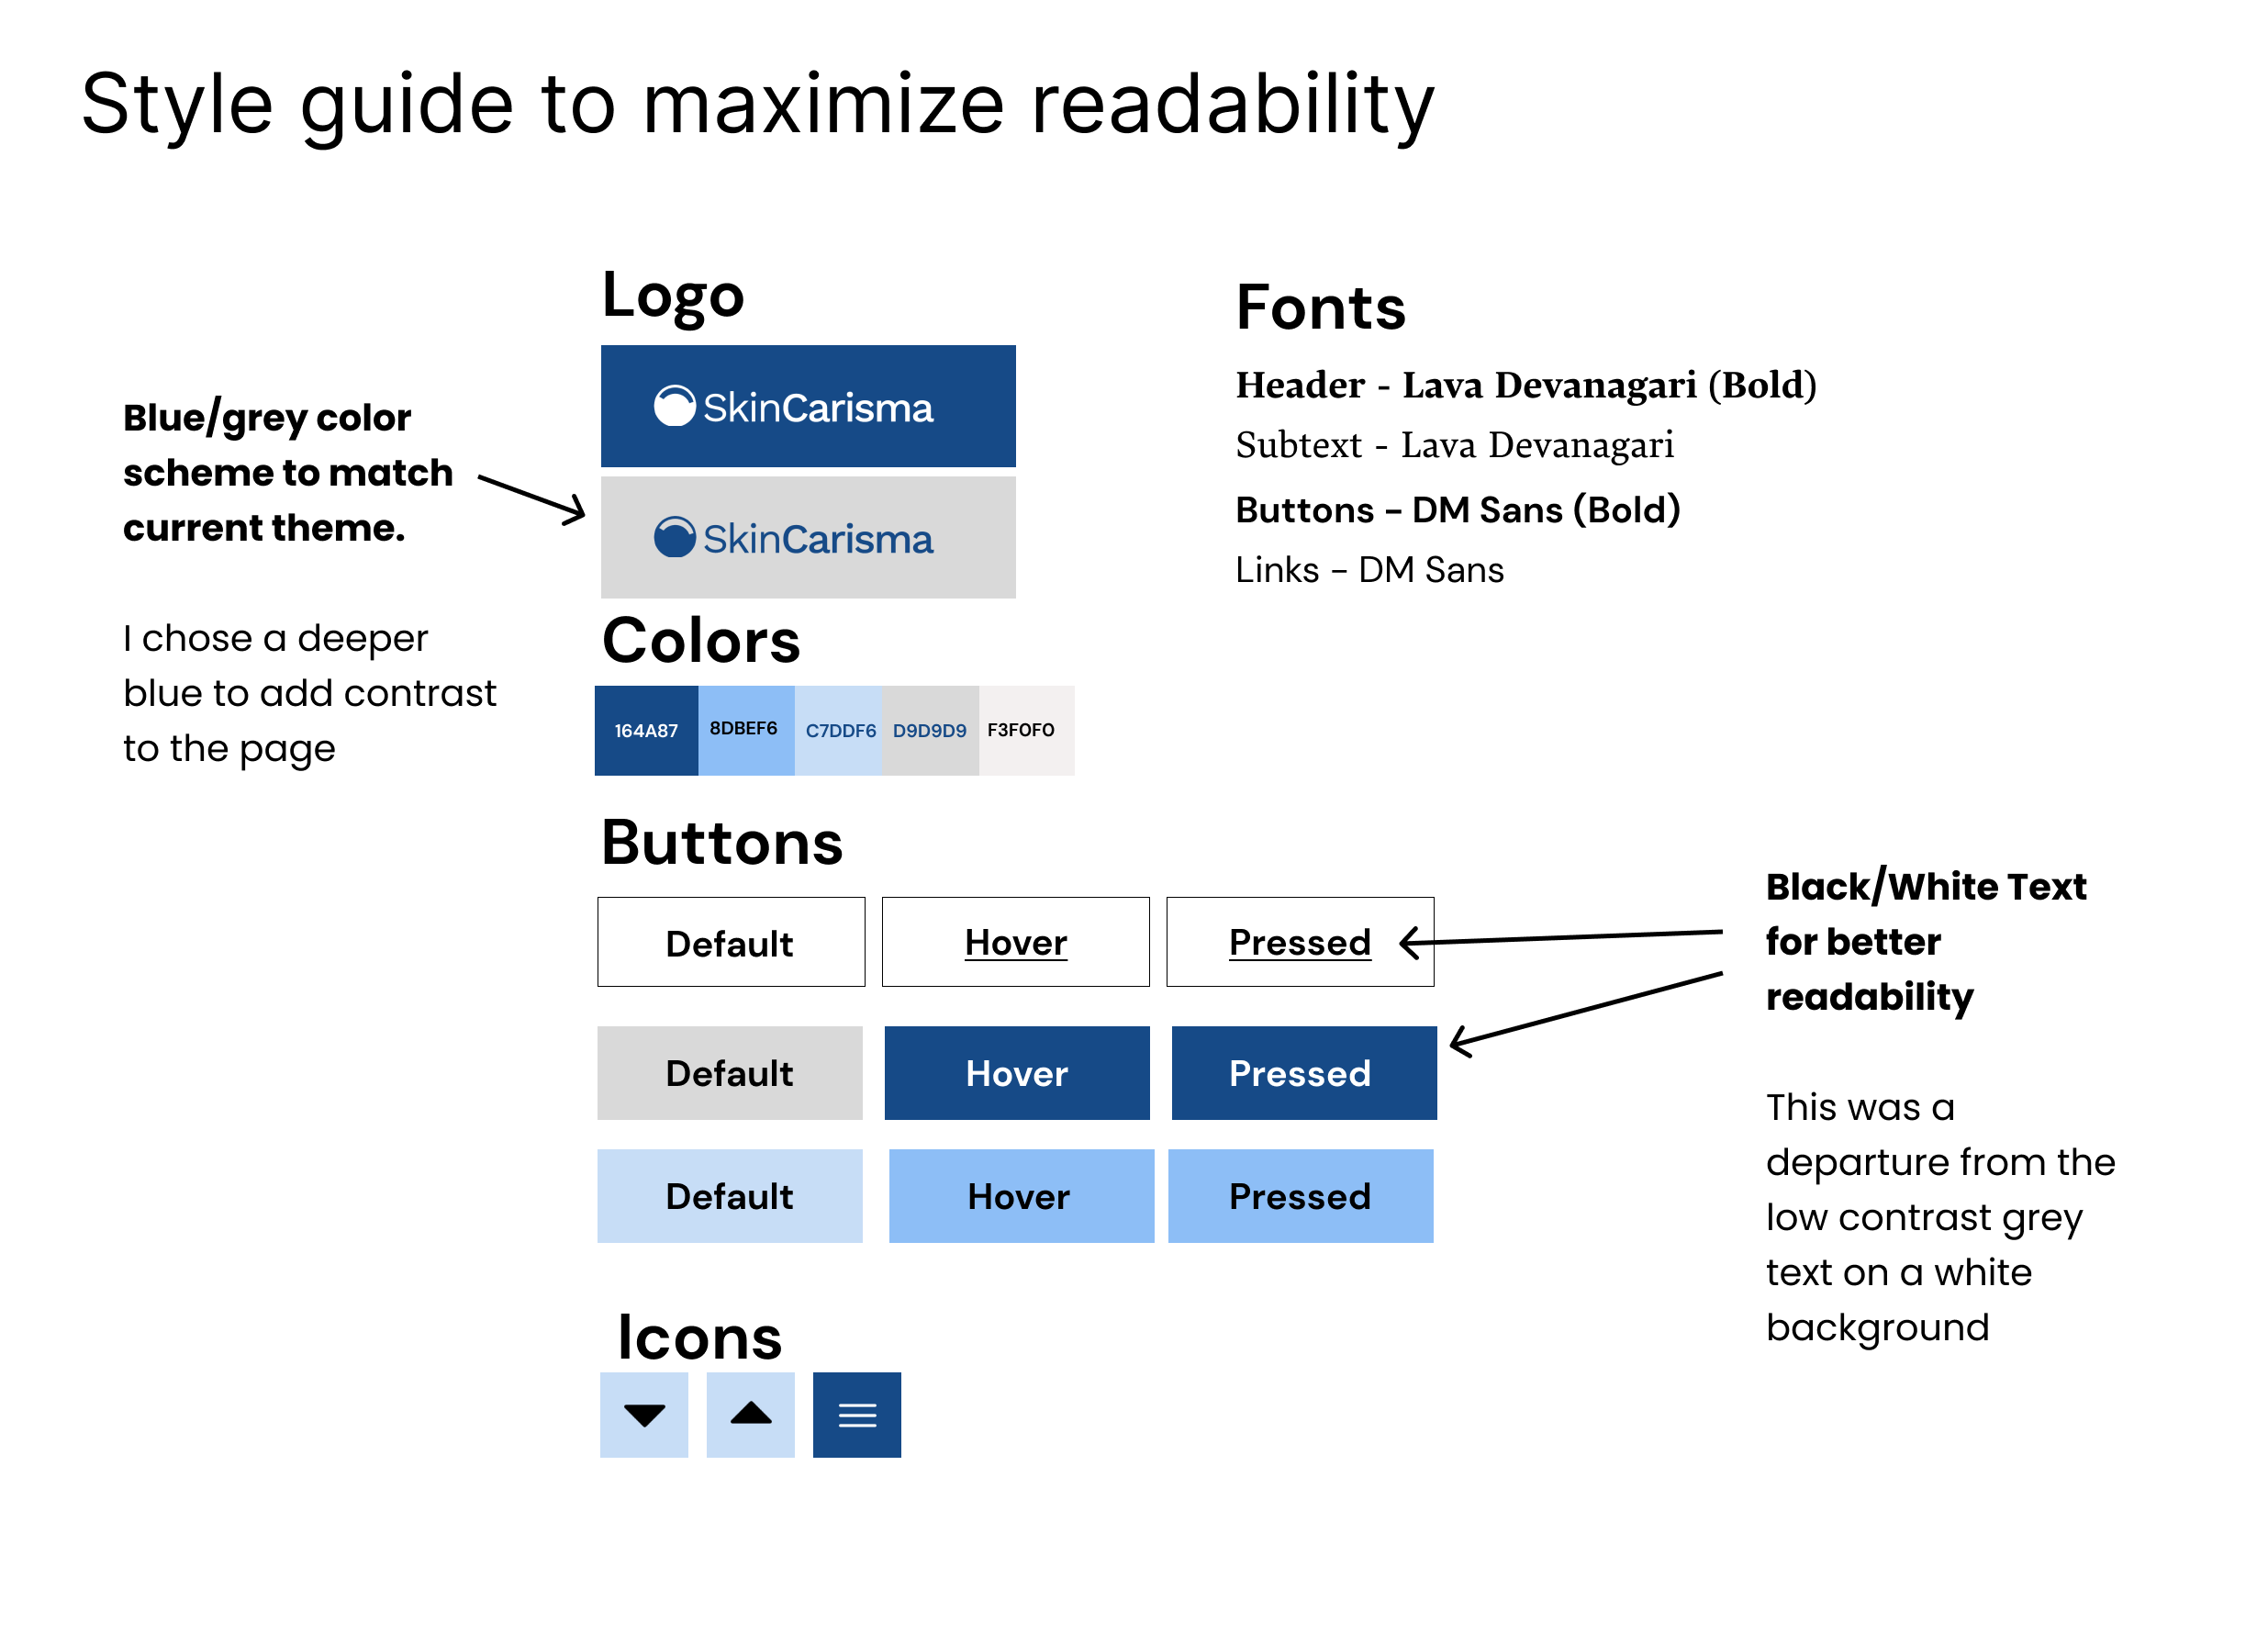 Style guide to maximize readability
Logo
SkinCarisma
SkinCarisma
Blue/grey color
scheme to match
current theme.
I chose a deeper
blue to add contrast
to the page
Fonts
Header - Lava Devanagari (Bold)
Subtext - Lava Devanagari
Buttons - DM Sans (Bold)
Links - DM Sans
Colors
164A87 8DBEF6 C7DDF6 D9D9D9 F3F0F0
Buttons
Default Hover Pressed
Default Hover Pressed
Default Hover Pressed
Black/White Text
for better
readability
This was a
departure from the
low contrast grey
text on a white
background
Icons